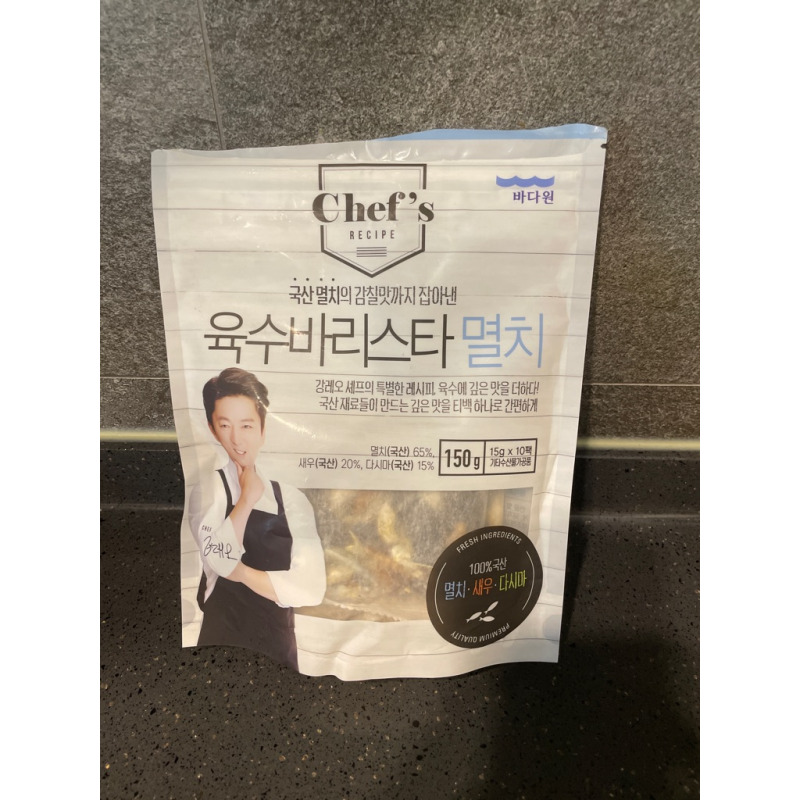 Chef's
RECIPE
바다원
국산 멸치의 감칠맛까지 잡아낸
육수바리스타 멸치
강레오 셰프의 특별한 레시피, 육수에 깊은 맛을 더하다!
국산 재료들이 만드는 깊은 맛을 티백 하나로 간편하게
멸치(국산) 65%,
새우(국산) 20%, 다시마(국산) 15%
150g
15g x 10팩
기타수산물가공품
셰프
강레오
FRESH INGREDIENTS
100%국산
멸치·새우·다시마
PREMIUM QUALITY